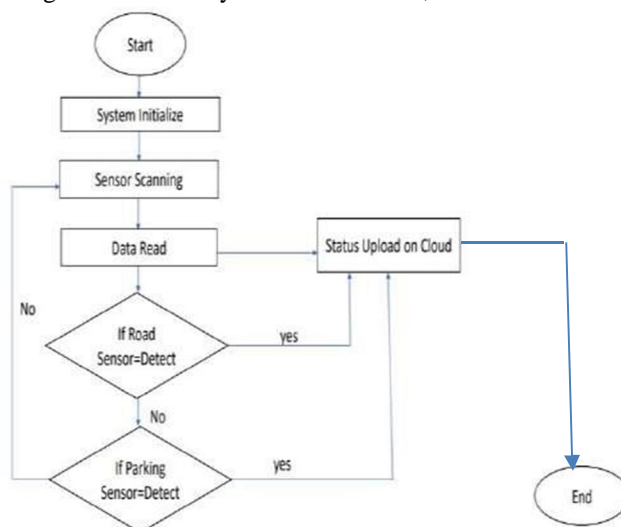 Start
System Initialize
Sensor Scanning
Data Read
Status Upload on Cloud
No
If Road
Sensor=Detect
yes
No
If Parking
Sensor=Detect
yes
End